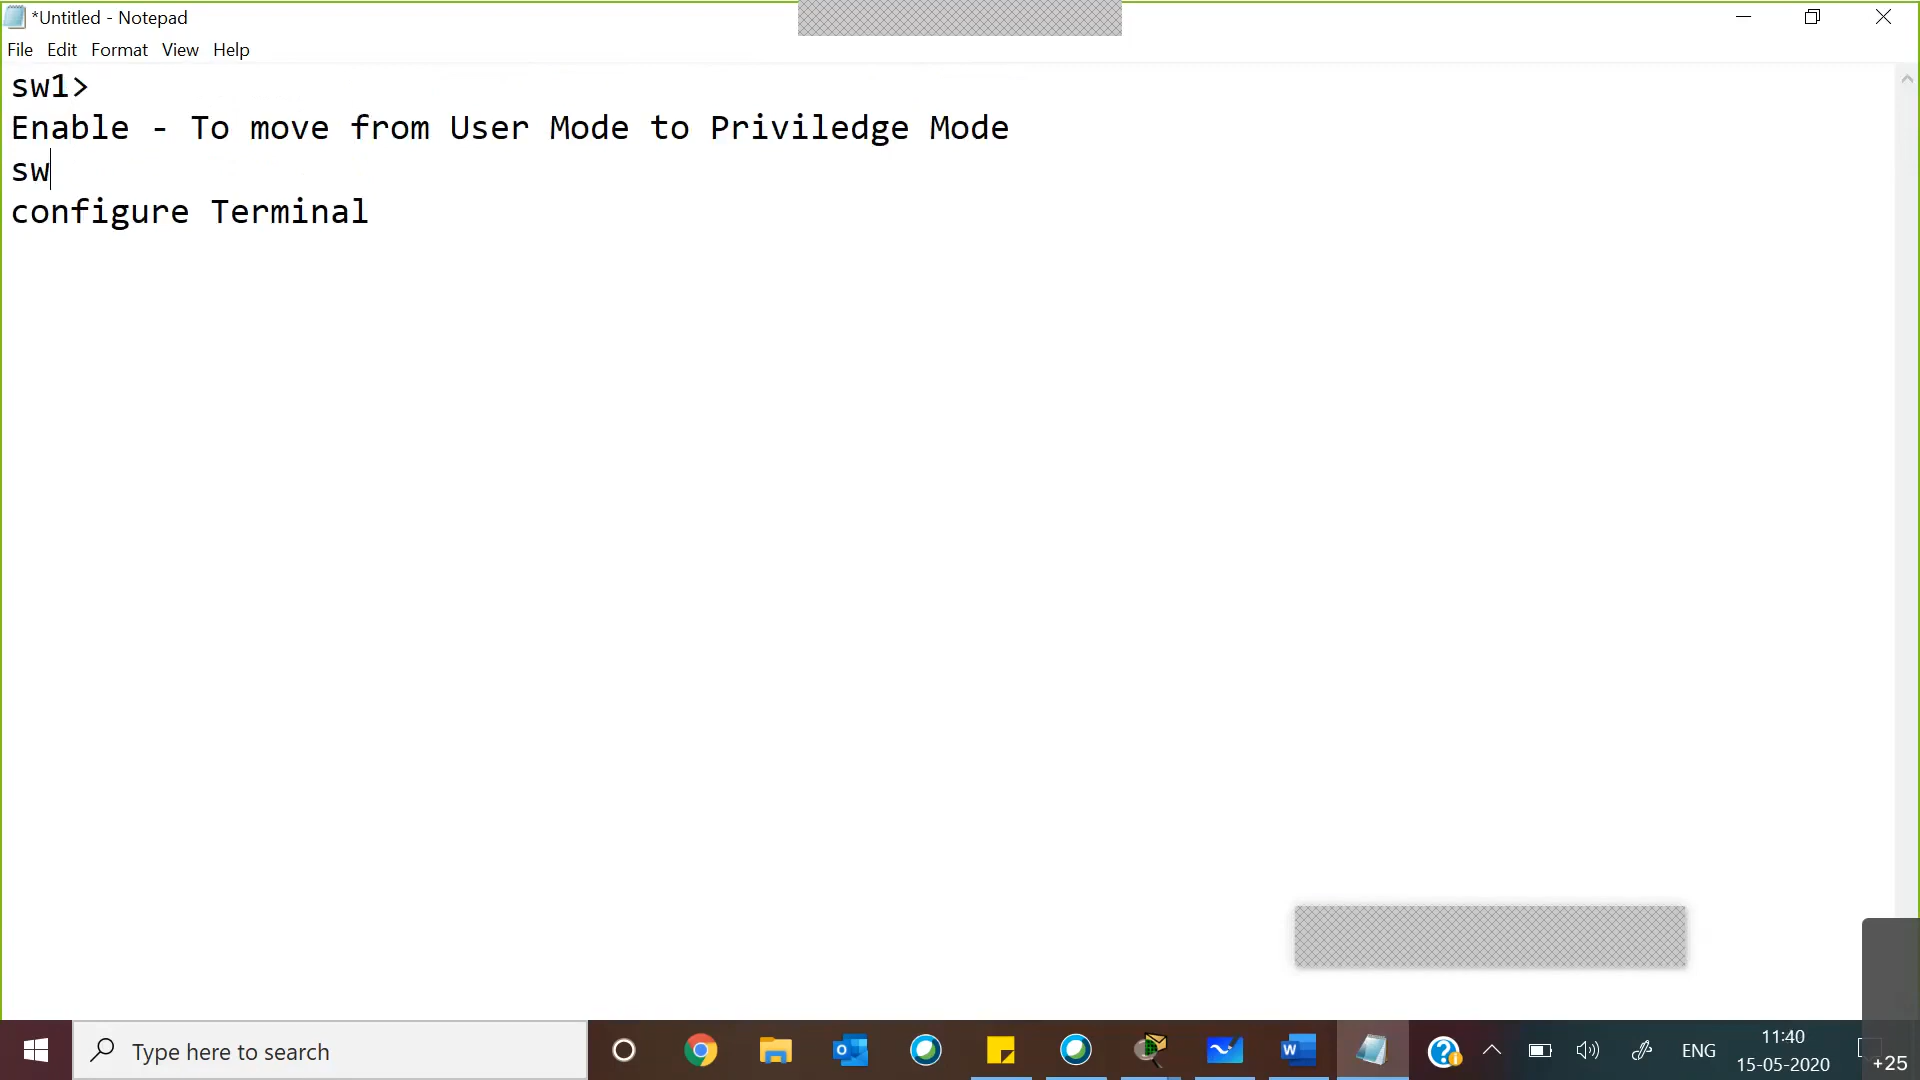 *Untitled - Notepad
File Edit Format View Help
sw1>
Enable - To move from User Mode to Priviledge Mode
sw
configure Terminal
Type here to search
ENG
11:40
15-05-2020
+25